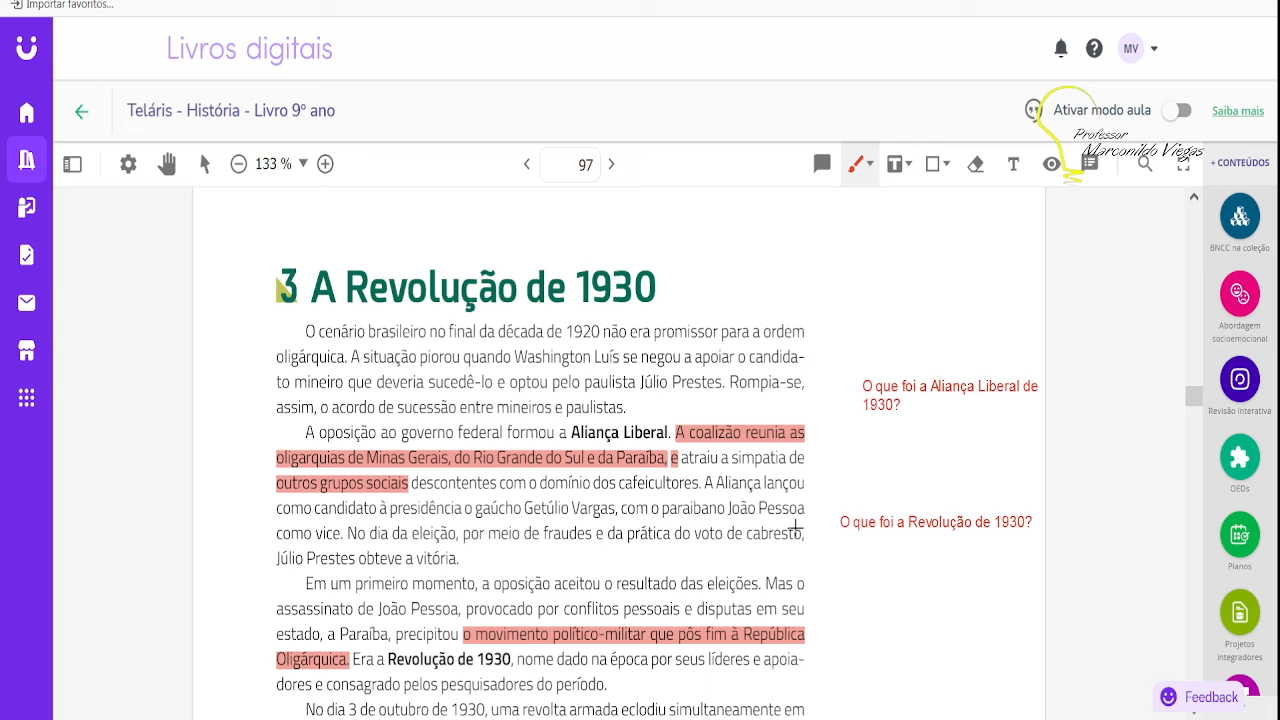 Importar favoritos...
Livros digitais
MV
Teláris - História - Livro 9º ano
Ativar modo aula
Saiba mais
Professor
Marconildo Viegas
133 %
97
T
T
+ CONTEÚDOS
BNCC na coleção
Abordagem
socioemocional
Revisão interativa
OEDs
Planos
Projetos
integradores
Feedback
3 A Revolução de 1930
O cenário brasileiro no final da década de 1920 não era promissor para a ordem
oligárquica. A situação piorou quando Washington Luís se negou a apoiar o candida-
to mineiro que deveria sucedê-lo e optou pelo paulista Júlio Prestes. Rompia-se,
assim, o acordo de sucessão entre mineiros e paulistas.
A oposição ao governo federal formou a Aliança Liberal. A coalizão reunia as
oligarquias de Minas Gerais, do Rio Grande do Sul e da Paraíba, e atraiu a simpatia de
outros grupos sociais descontentes com o domínio dos cafeicultores. A Aliança lançou
como candidato à presidência o gaúcho Getúlio Vargas, com o paraibano João Pessoa
como vice. No dia da eleição, por meio de fraudes e da prática do voto de cabresto,
Júlio Prestes obteve a vitória.
Em um primeiro momento, a oposição aceitou o resultado das eleições. Mas o
assassinato de João Pessoa, provocado por conflitos pessoais e disputas em seu
estado, a Paraíba, precipitou o movimento político-militar que pôs fim à República
Oligárquica. Era a Revolução de 1930, nome dado na época por seus líderes e apoia-
dores e consagrado pelos pesquisadores do período.
No dia 3 de outubro de 1930, uma revolta armada eclodiu simultaneamente em
O que foi a Aliança Liberal de
1930?
O que foi a Revolução de 1930?